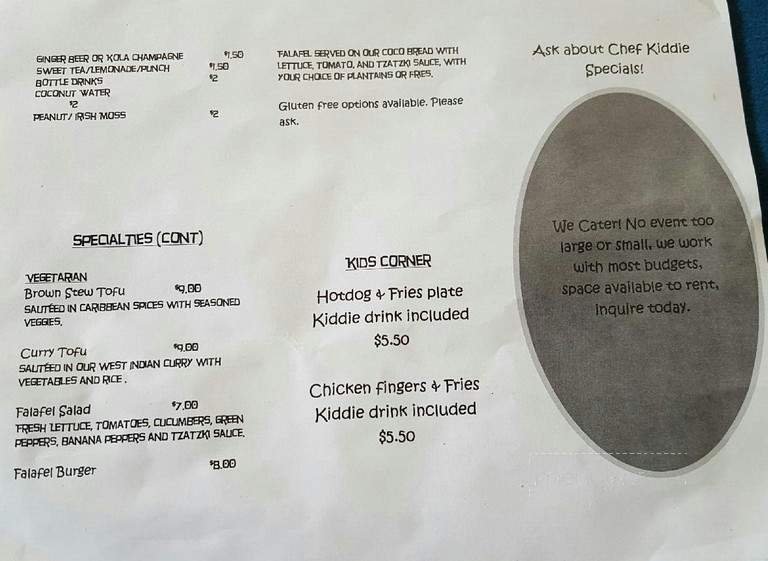 GINGER BEER OR KOLA CHAMPAGNE $1.50
SWEET TEA/LEMONADE/PUNCH $1.50
BOTTLE DRINKS $2
COCONUT WATER
$2
PEANUT/ IRISH MOSS $2
FALAFEL SERVED ON OUR COCO BREAD WITH
LETTUCE, TOMATO, AND TZATZKI SAUCE, WITH
YOUR CHOICE OF PLANTAINS OR FRIES.
Gluten free options available. Please
ask.
Ask about Chef Kiddie
Specials!
We Cater! No event too
large or small, we work
with most budgets,
space available to rent,
inquire today.
SPECIALTIES (CONT)
VEGETARIAN
Brown Stew Tofu $9.00
SAUTÉED IN CARIBBEAN SPICES WITH SEASONED
VEGGIES.
Curry Tofu $9.00
SAUTÉED IN OUR WEST INDIAN CURRY WITH
VEGETABLES AND RICE .
Falafel Salad $7.00
FRESH LETTUCE, TOMATOES, CUCUMBERS, GREEN
PEPPERS, BANANA PEPPERS AND TZATZKI SAUCE.
Falafel Burger $8.00
KIDS CORNER
Hotdog & Fries plate
Kiddie drink included
$5.50
Chicken fingers & Fries
Kiddie drink included
$5.50